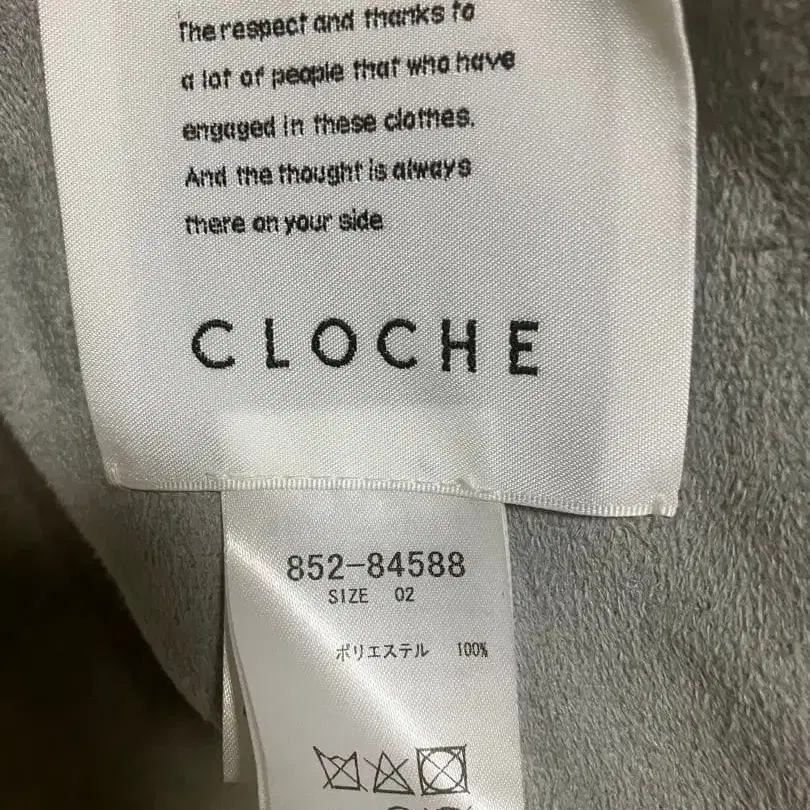 The respect and thanks to
a lot of people that who have
engaged in these clothes.
And the thought is always
there on your side
CLOCHE
852-84588
SIZE 02
ポリエステル 100%